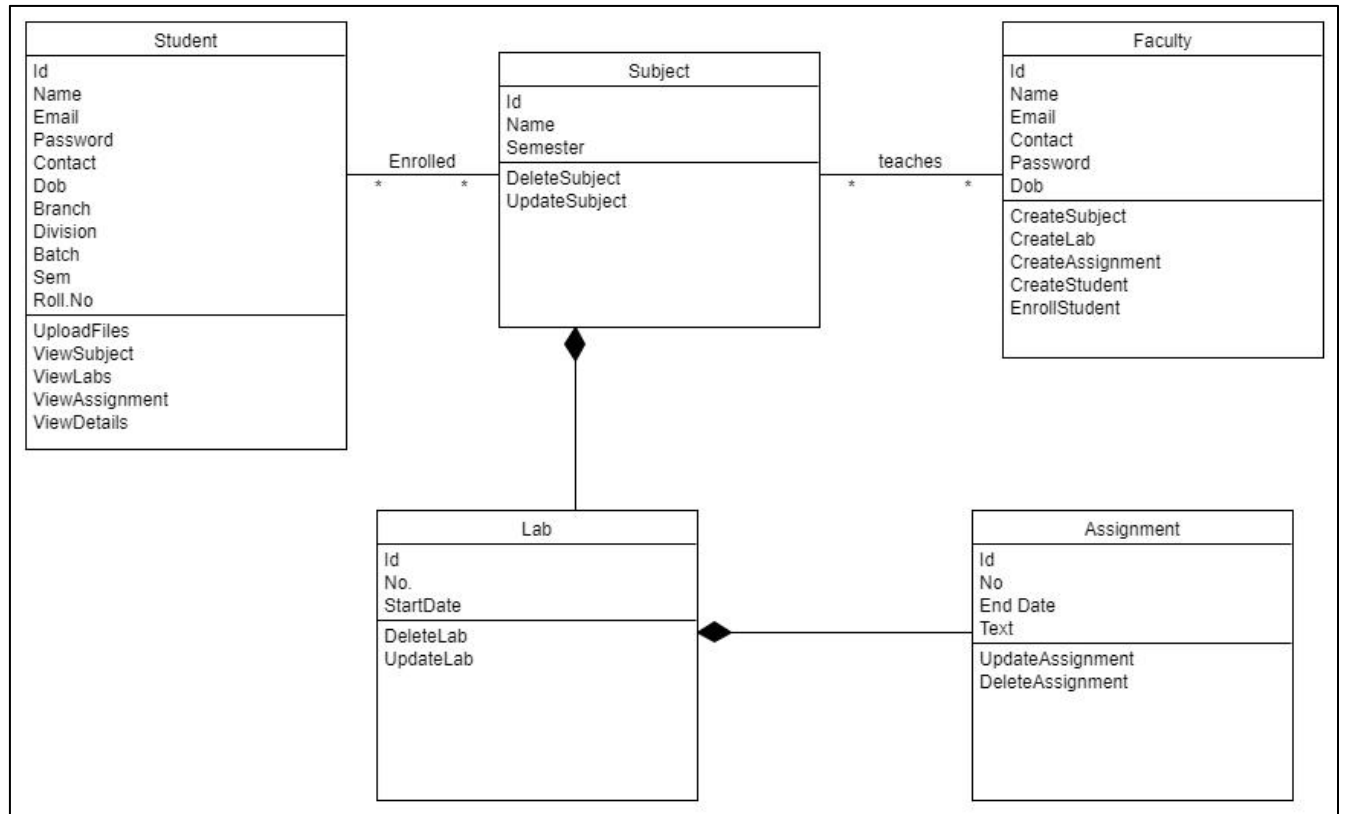 Student
Id
Name
Email
Password
Contact
Dob
Branch
Division
Batch
Sem
Roll.No
UploadFiles
ViewSubject
ViewLabs
ViewAssignment
ViewDetails
Enrolled
*
*
Subject
Id
Name
Semester
DeleteSubject
UpdateSubject
teaches
*
*
Faculty
Id
Name
Email
Contact
Password
Dob
CreateSubject
CreateLab
CreateAssignment
CreateStudent
EnrollStudent
Lab
Id
No.
StartDate
DeleteLab
UpdateLab
Assignment
Id
No
End Date
Text
UpdateAssignment
DeleteAssignment